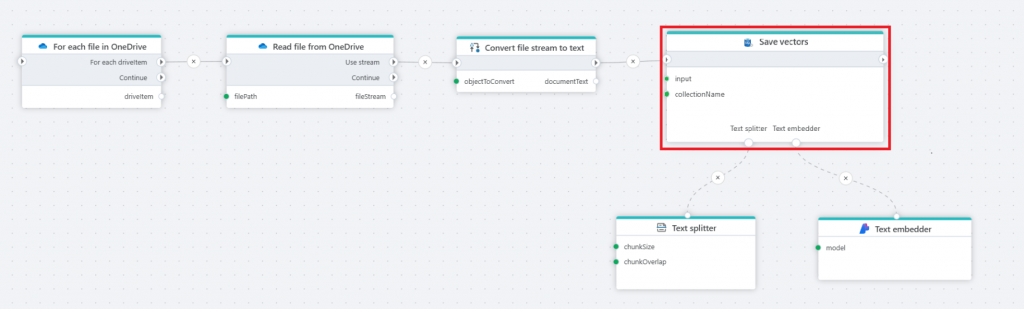 For each file in OneDrive
For each driveItem
Continue
driveItem
Read file from OneDrive
Use stream
Continue
filePath fileStream
Convert file stream to text
objectToConvert documentText
Save vectors
input
collectionName
Text splitter Text embedder
Text splitter
chunkSize
chunkOverlap
Text embedder
model